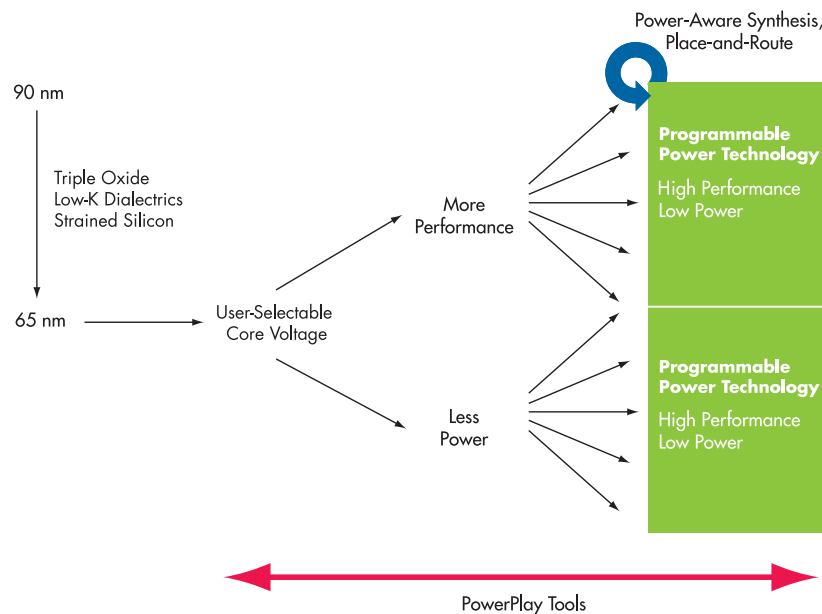 Power-Aware Synthesis,
Place-and-Route
90 nm
Triple Oxide
Low-K Dialectrics
Strained Silicon
65 nm
User-Selectable
Core Voltage
More
Performance
Less
Power
Programmable
Power Technology
High Performance
Low Power
Programmable
Power Technology
High Performance
Low Power
PowerPlay Tools